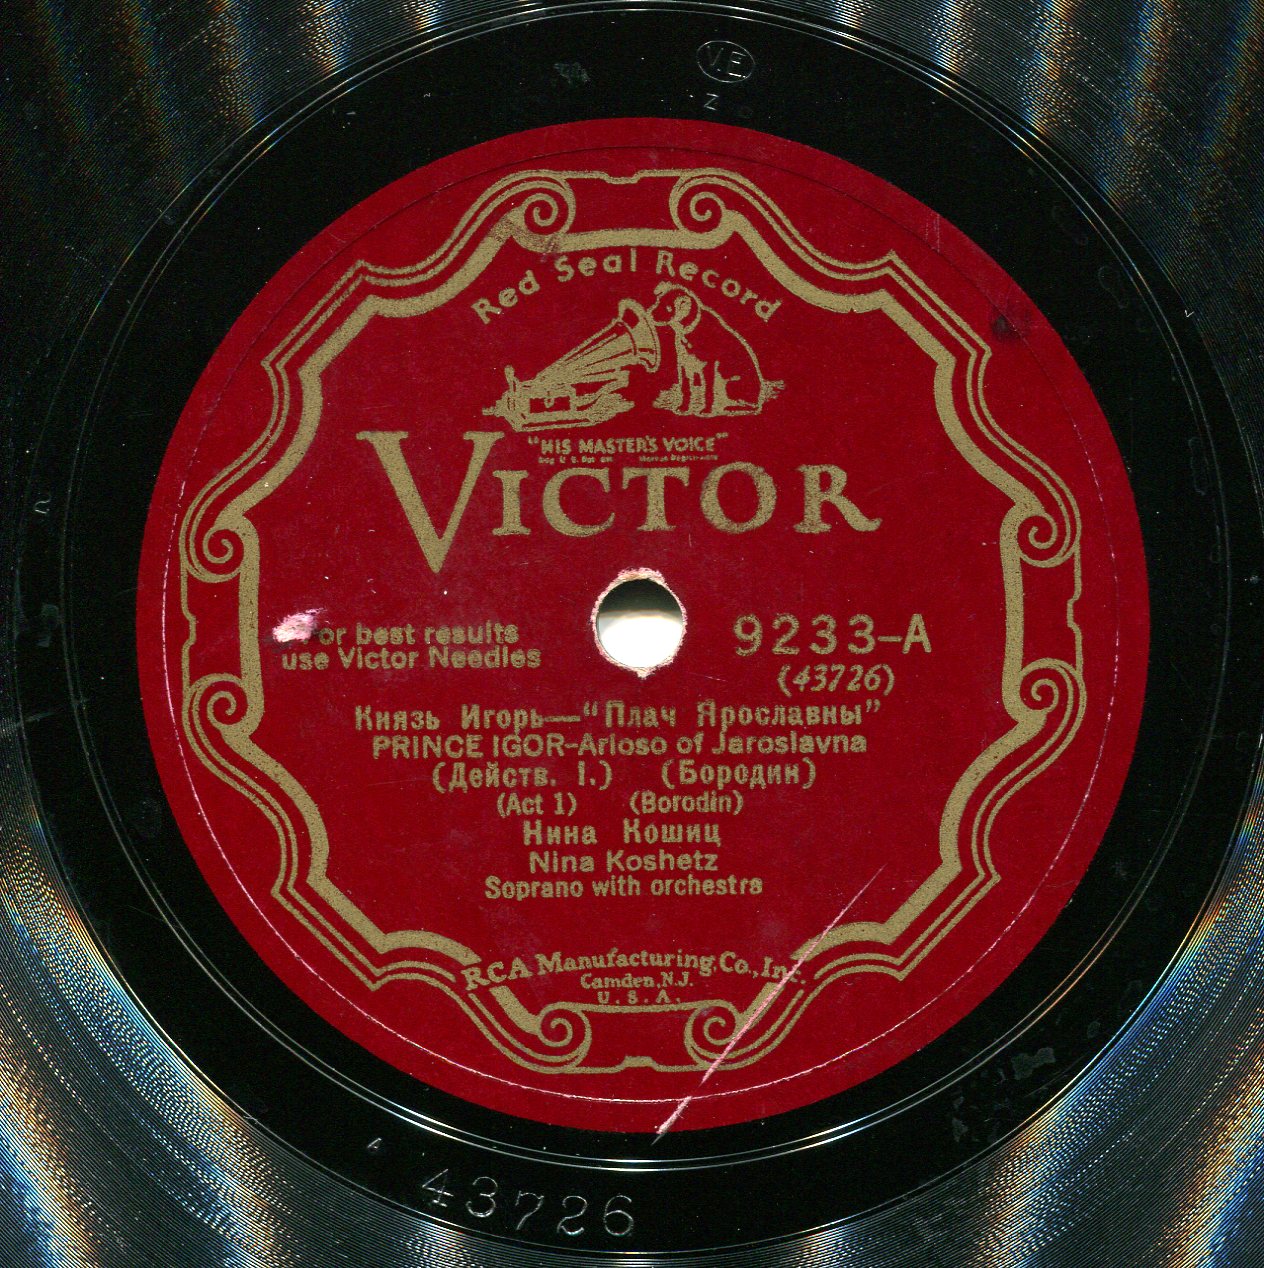 VE
Z
Red Seal Record
"HIS MASTER'S VOICE"
VICTOR
or best results
use Victor Needles
9233-A
(43726)
Князь Игорь—"Плач Ярославны"
PRINCE IGOR-Arioso of Jaroslavna
(Действ. I.) (Бородин)
(Act 1) (Borodin)
Нина Кошиц
Nina Koshetz
Soprano with orchestra
RCA Manufacturing Co., Inc.
Camden, N.J.
U.S.A.
43726